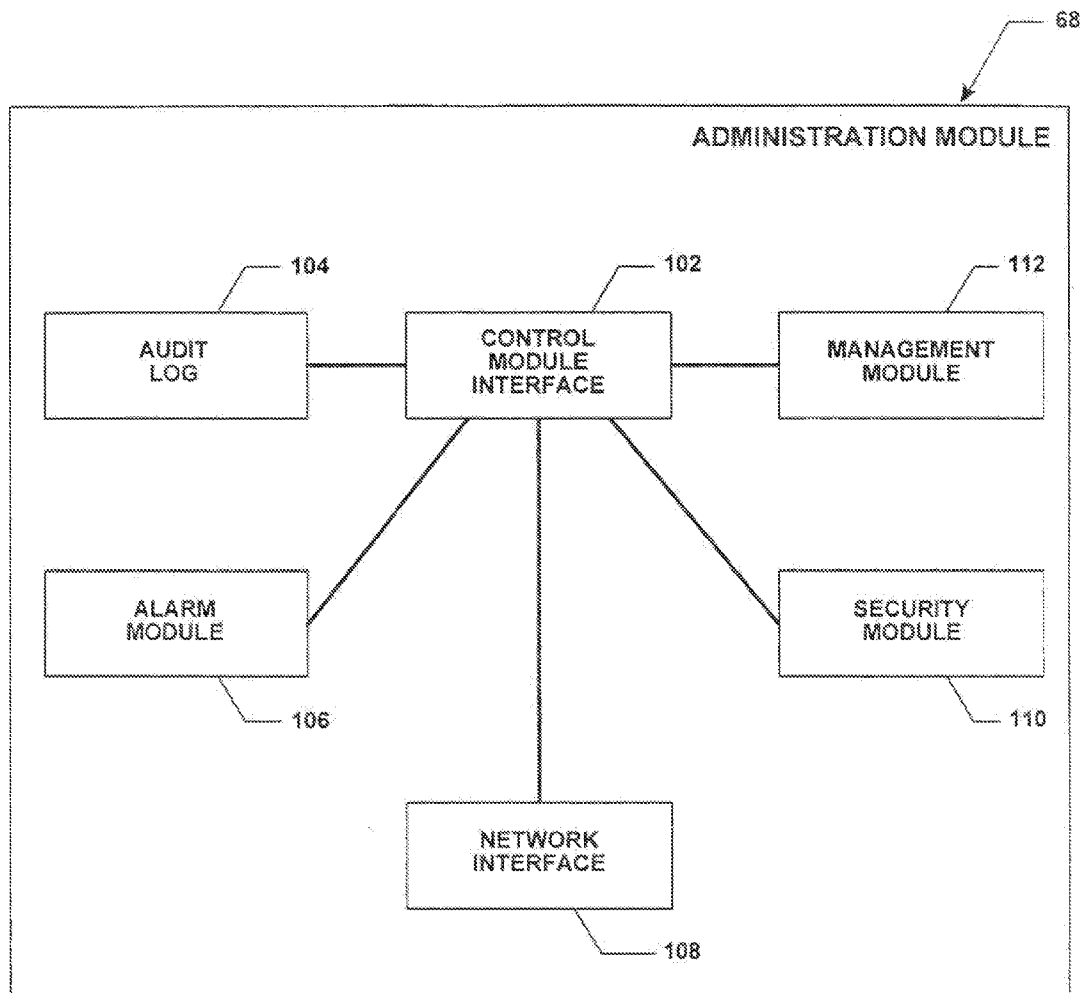 68
ADMINISTRATION MODULE
104
102
112
AUDIT
LOG
CONTROL
MODULE
INTERFACE
MANAGEMENT
MODULE
ALARM
MODULE
SECURITY
MODULE
106
110
NETWORK
INTERFACE
108